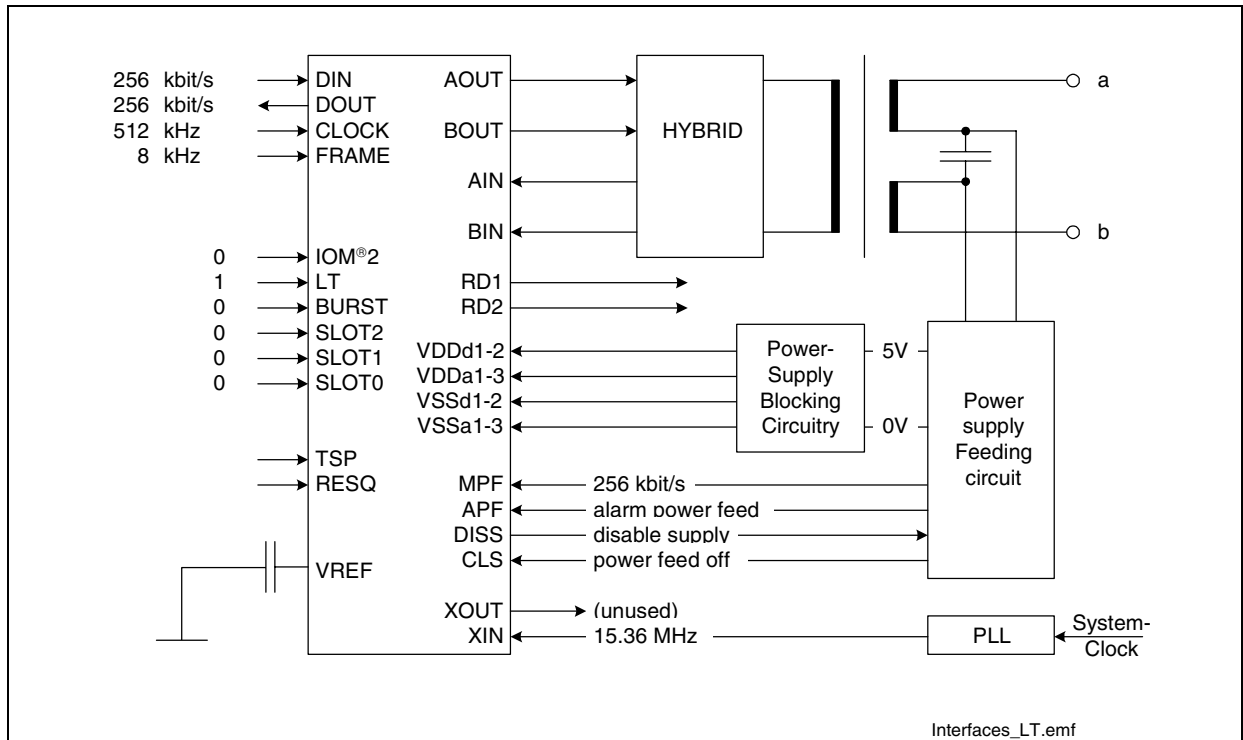 256 kbit/s DIN AOUT a
256 kbit/s DOUT
512 kHz CLOCK BOUT HYBRID
8 kHz FRAME
AIN
BIN b
0 IOM®2
1 LT RD1
0 BURST RD2
0 SLOT2
0 SLOT1
0 SLOT0
VDDd1-2
VDDa1-3
VSSd1-2
VSSa1-3
Power-
Supply
Blocking
Circuitry
5V
0V
Power
supply
Feeding
circuit
TSP
RESQ
MPF 256 kbit/s
APF alarm power feed
DISS disable supply
CLS power feed off
VREF
XOUT (unused)
XIN 15.36 MHz PLL
System-
Clock
Interfaces_LT.emf